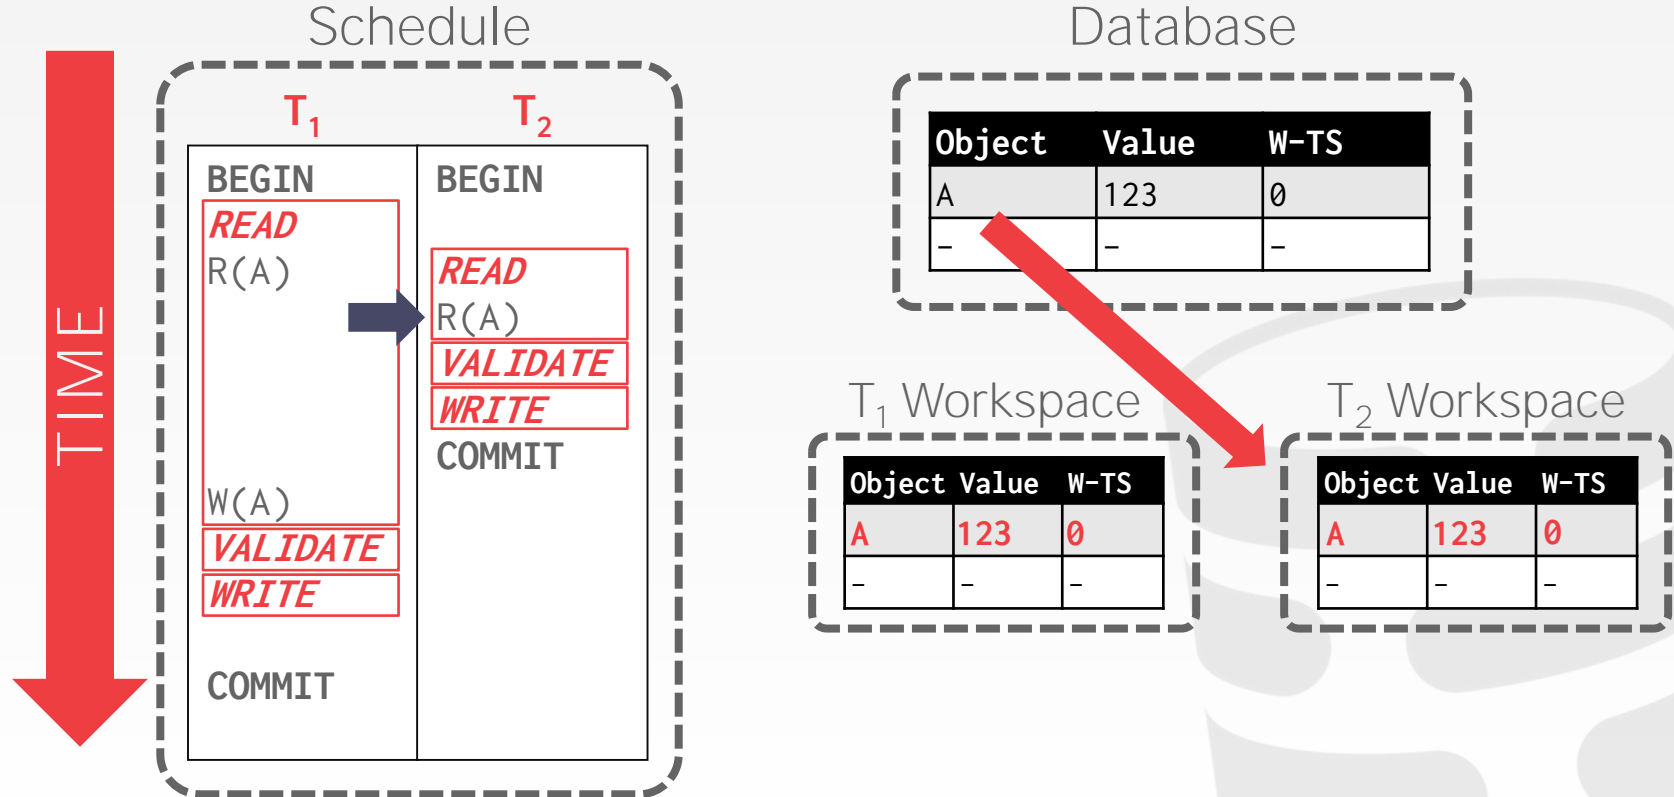 Schedule
Database
TIME
T1 T2
BEGIN BEGIN
READ
R(A) READ
R(A)
VALIDATE
WRITE
COMMIT
W(A)
VALIDATE
WRITE
COMMIT
Object Value W-TS
A 123 0
- - -
T1 Workspace
Object Value W-TS
A 123 0
- - -
T2 Workspace
Object Value W-TS
A 123 0
- - -